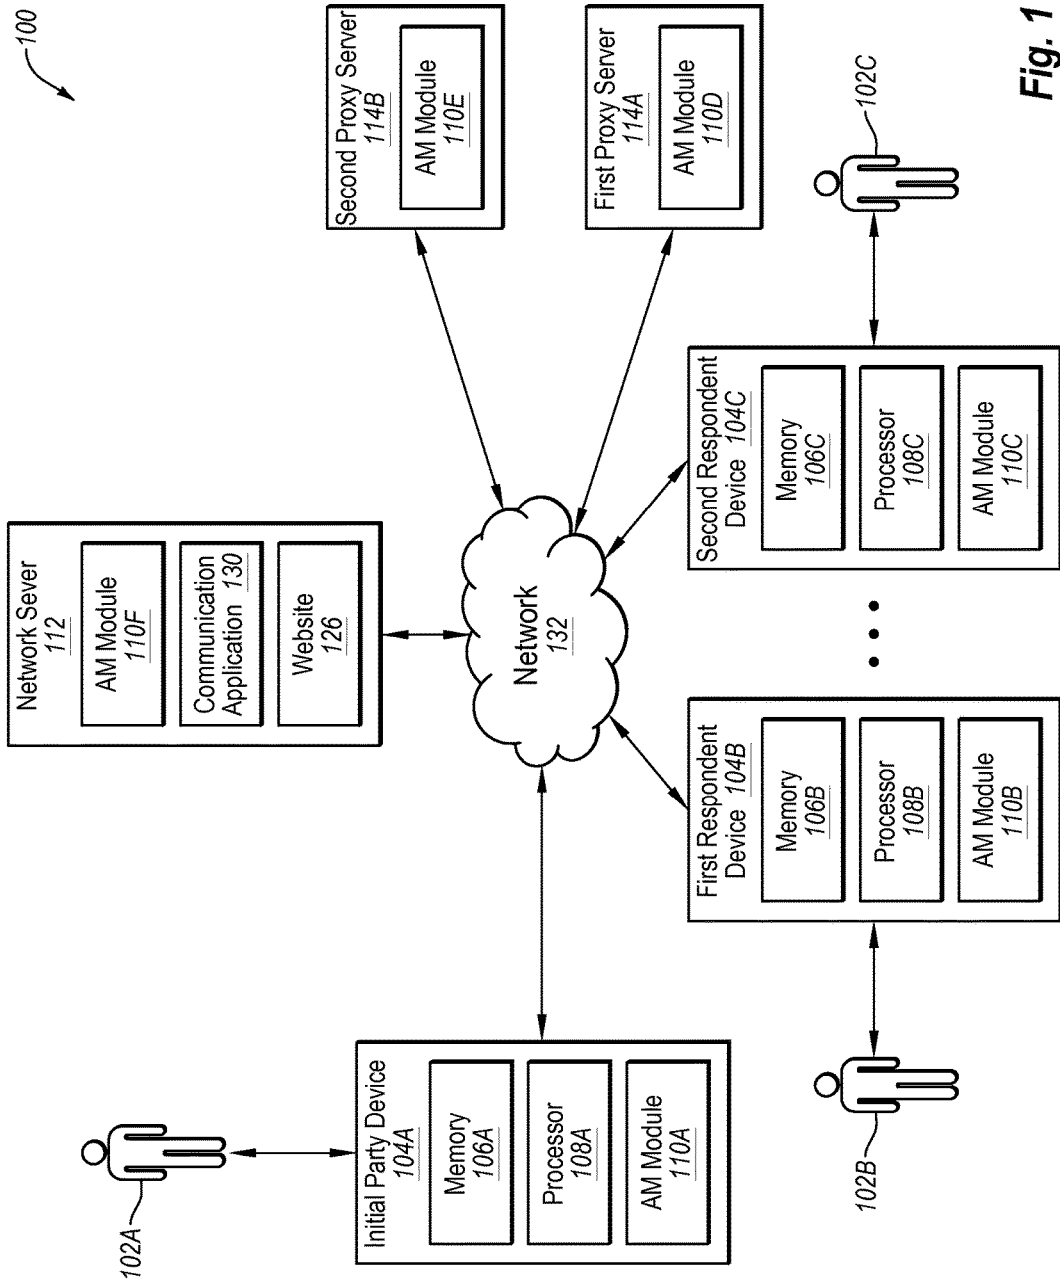 100
102A
Network Sever
112
AM Module
110F
Communication
Application 130
Website
126
Initial Party Device
104A
Memory
106A
Processor
108A
AM Module
110A
Network
132
Second Proxy Server
114B
AM Module
110E
First Proxy Server
114A
AM Module
110D
First Respondent
Device 104B
Memory
106B
Processor
108B
AM Module
110B
102B
Second Respondent
Device 104C
Memory
106C
Processor
108C
AM Module
110C
102C
Fig. 1